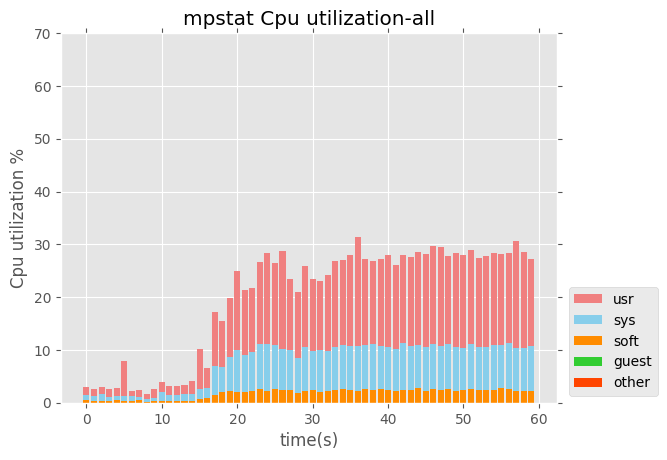 mpstat Cpu utilization-all
70
60
50
40
30
20
10
0
Cpu utilization %
0 10 20 30 40 50 60
time(s)
usr
sys
soft
guest
other